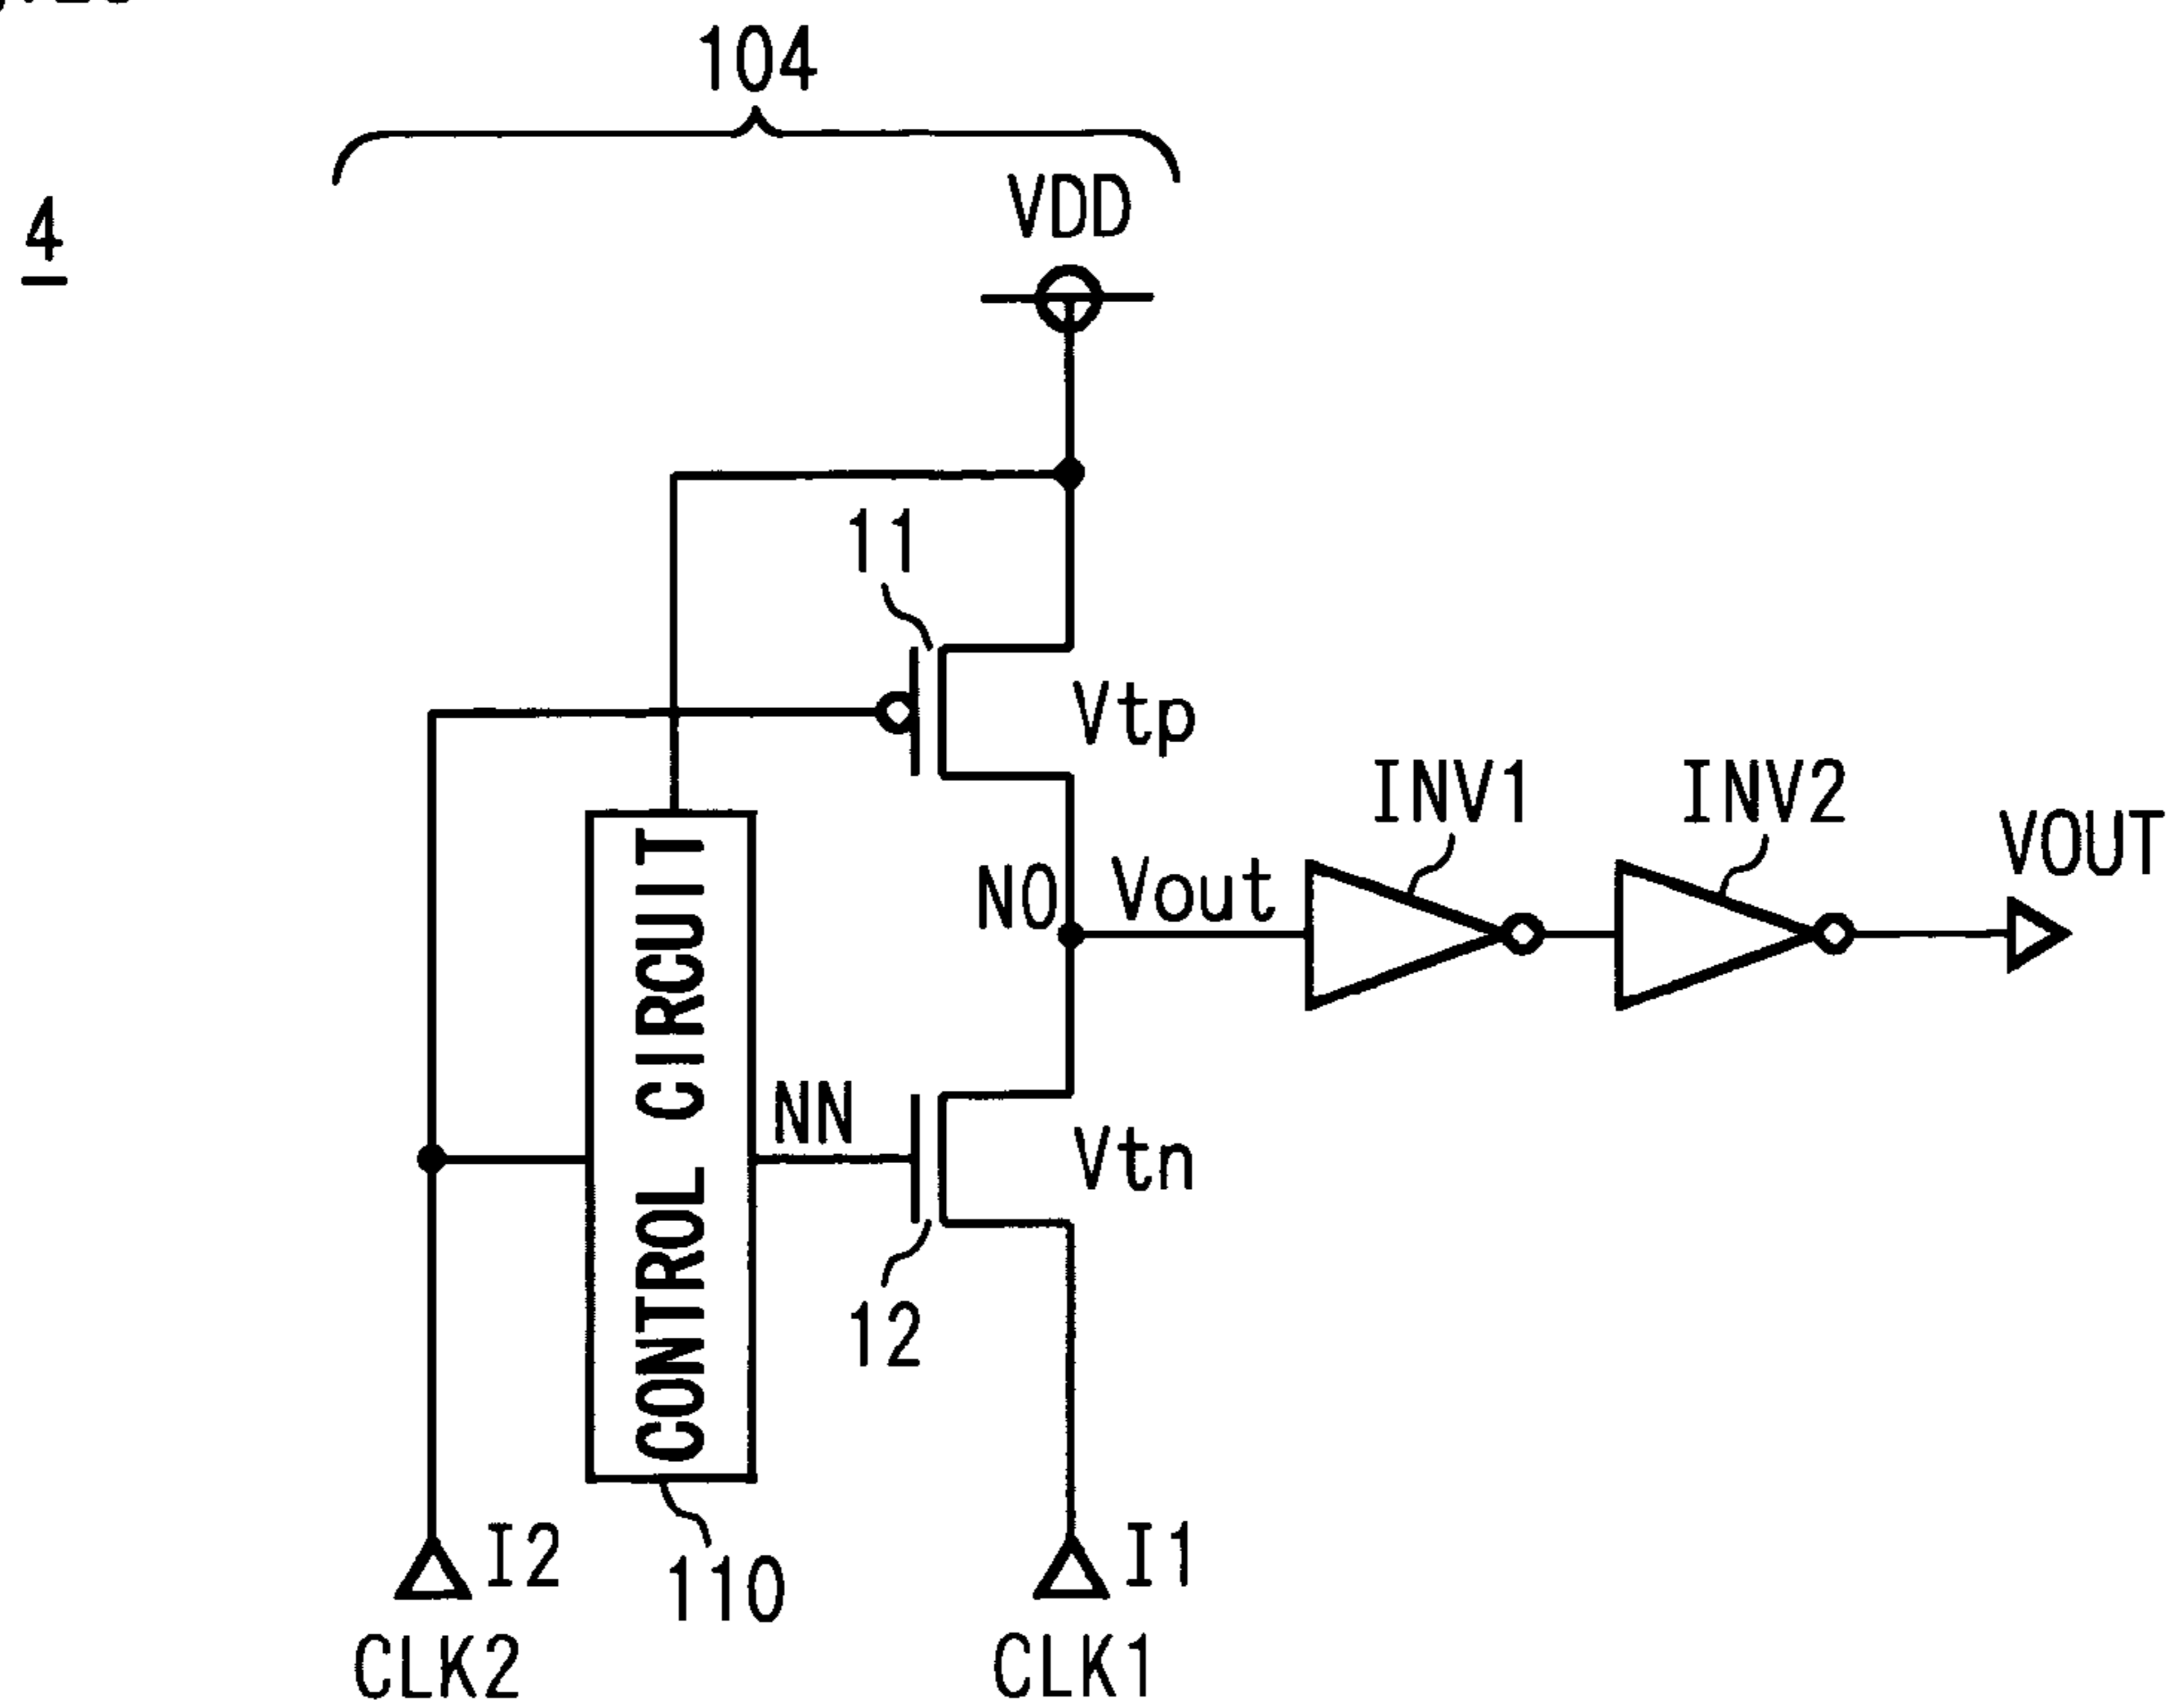 104
4
VDD
11
Vtp
INV1
INV2
VOUT
NO
Vout
CONTROL CIRCUIT
NN
Vtn
12
I2
110
I1
CLK2
CLK1